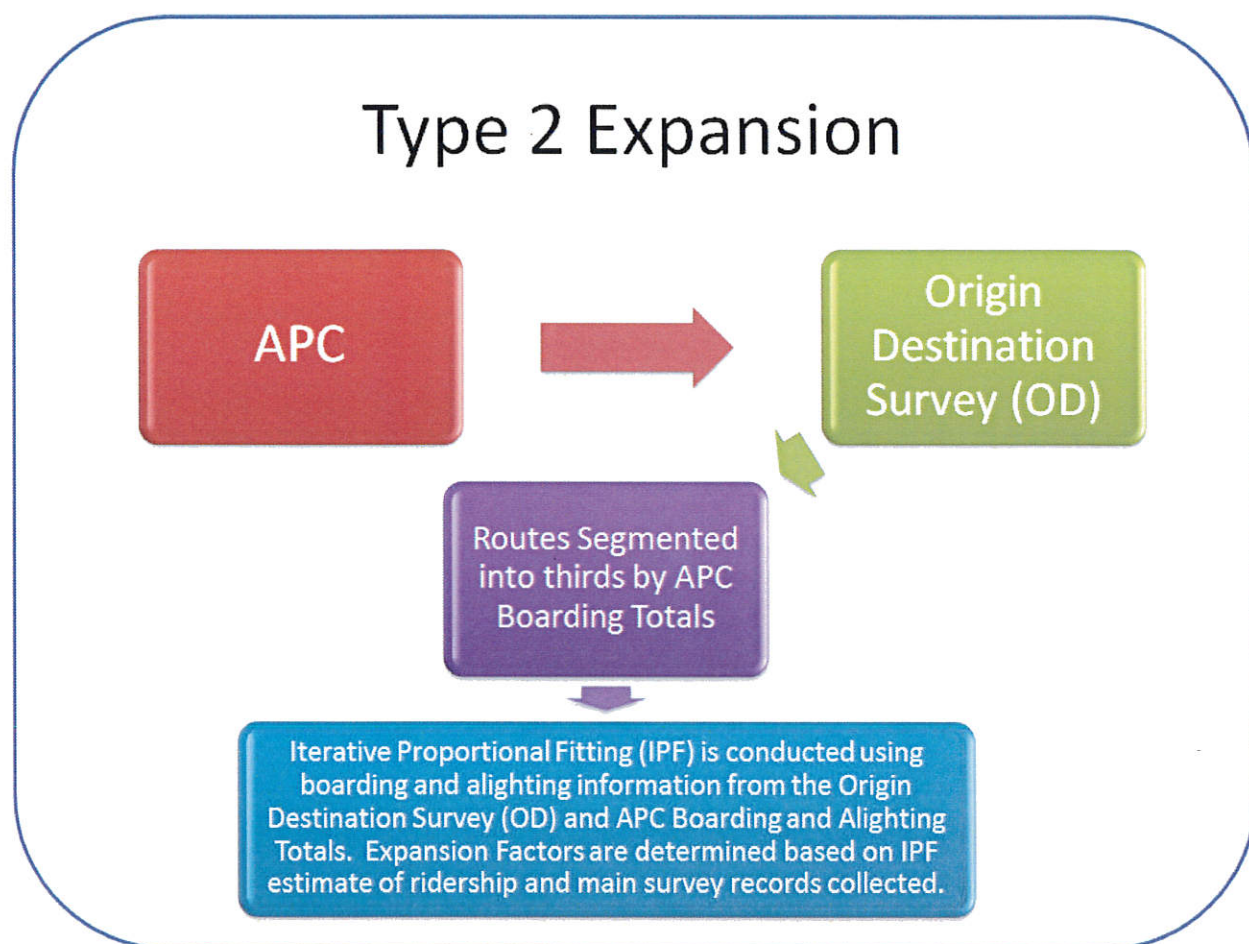 Type 2 Expansion
APC
Origin
Destination
Survey (OD)
Routes Segmented
into thirds by APC
Boarding Totals
Iterative Proportional Fitting (IPF) is conducted using
boarding and alighting information from the Origin
Destination Survey (OD) and APC Boarding and Alighting
Totals. Expansion Factors are determined based on IPF
estimate of ridership and main survey records collected.